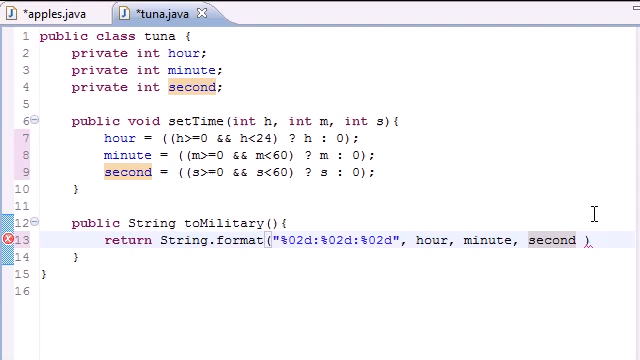 *apples.java *tuna.java
1 public class tuna {
2 private int hour;
3 private int minute;
4 private int second;
5
6 public void setTime(int h, int m, int s){
7 hour = ((h>=0 && h<24) ? h : 0);
8 minute = ((m>=0 && m<60) ? m : 0);
9 second = ((s>=0 && s<60) ? s : 0);
10 }
11
12 public String toMilitary(){
13 return String.format("%02d:%02d:%02d", hour, minute, second )
14 }
15 }
16